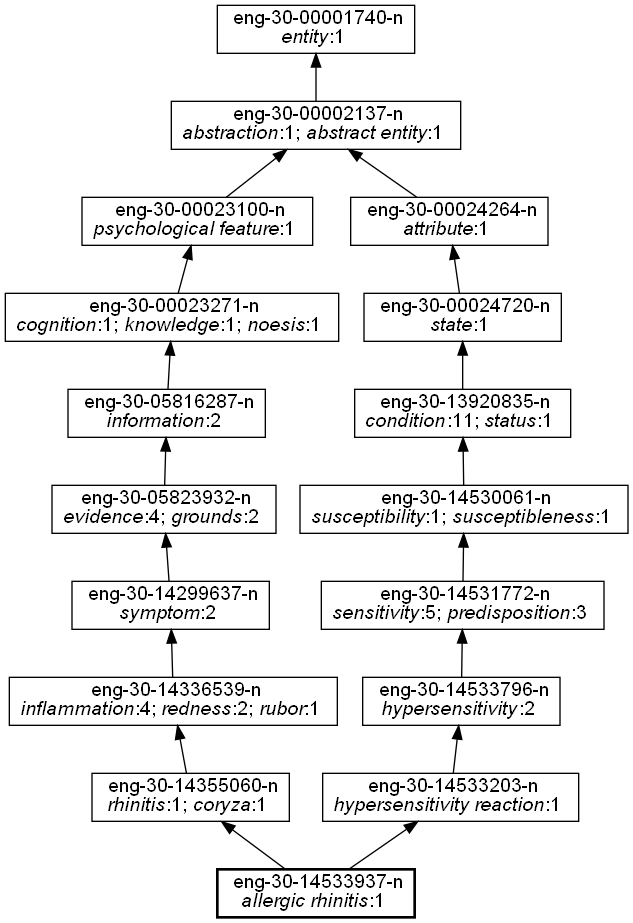 eng-30-00001740-n
entity:1
eng-30-00002137-n
abstraction:1; abstract entity:1
eng-30-00023100-n
psychological feature:1
eng-30-00024264-n
attribute:1
eng-30-00023271-n
cognition:1; knowledge:1; noesis:1
eng-30-00024720-n
state:1
eng-30-05816287-n
information:2
eng-30-13920835-n
condition:11; status:1
eng-30-05823932-n
evidence:4; grounds:2
eng-30-14530061-n
susceptibility:1; susceptibleness:1
eng-30-14299637-n
symptom:2
eng-30-14531772-n
sensitivity:5; predisposition:3
eng-30-14336539-n
inflammation:4; redness:2; rubor:1
eng-30-14533796-n
hypersensitivity:2
eng-30-14355060-n
rhinitis:1; coryza:1
eng-30-14533203-n
hypersensitivity reaction:1
eng-30-14533937-n
allergic rhinitis:1